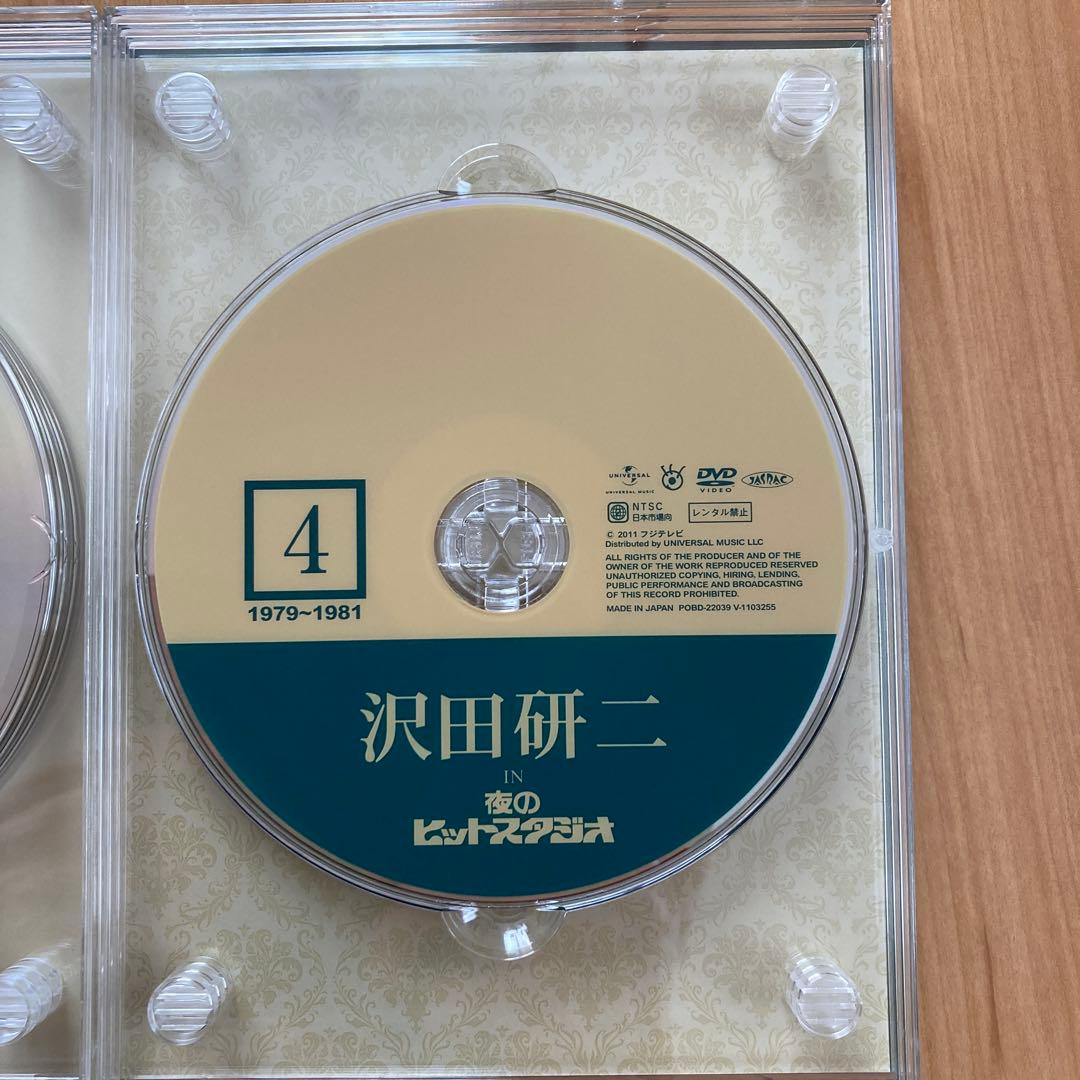 4
1979~1981
UNIVERSAL
UNIVERSAL MUSIC
DVD
VIDEO
JASRAC
NTSC
2
日本市場向
レンタル禁止
© 2011 フジテレビ
Distributed by UNIVERSAL MUSIC LLC
ALL RIGHTS OF THE PRODUCER AND OF THE
OWNER OF THE WORK REPRODUCED RESERVED
UNAUTHORIZED COPYING, HIRING, LENDING,
PUBLIC PERFORMANCE AND BROADCASTING
OF THIS RECORD PROHIBITED.
MADE IN JAPAN POBD-22039 V-1103255
沢田研二
IN
夜の
ヒットスタジオ